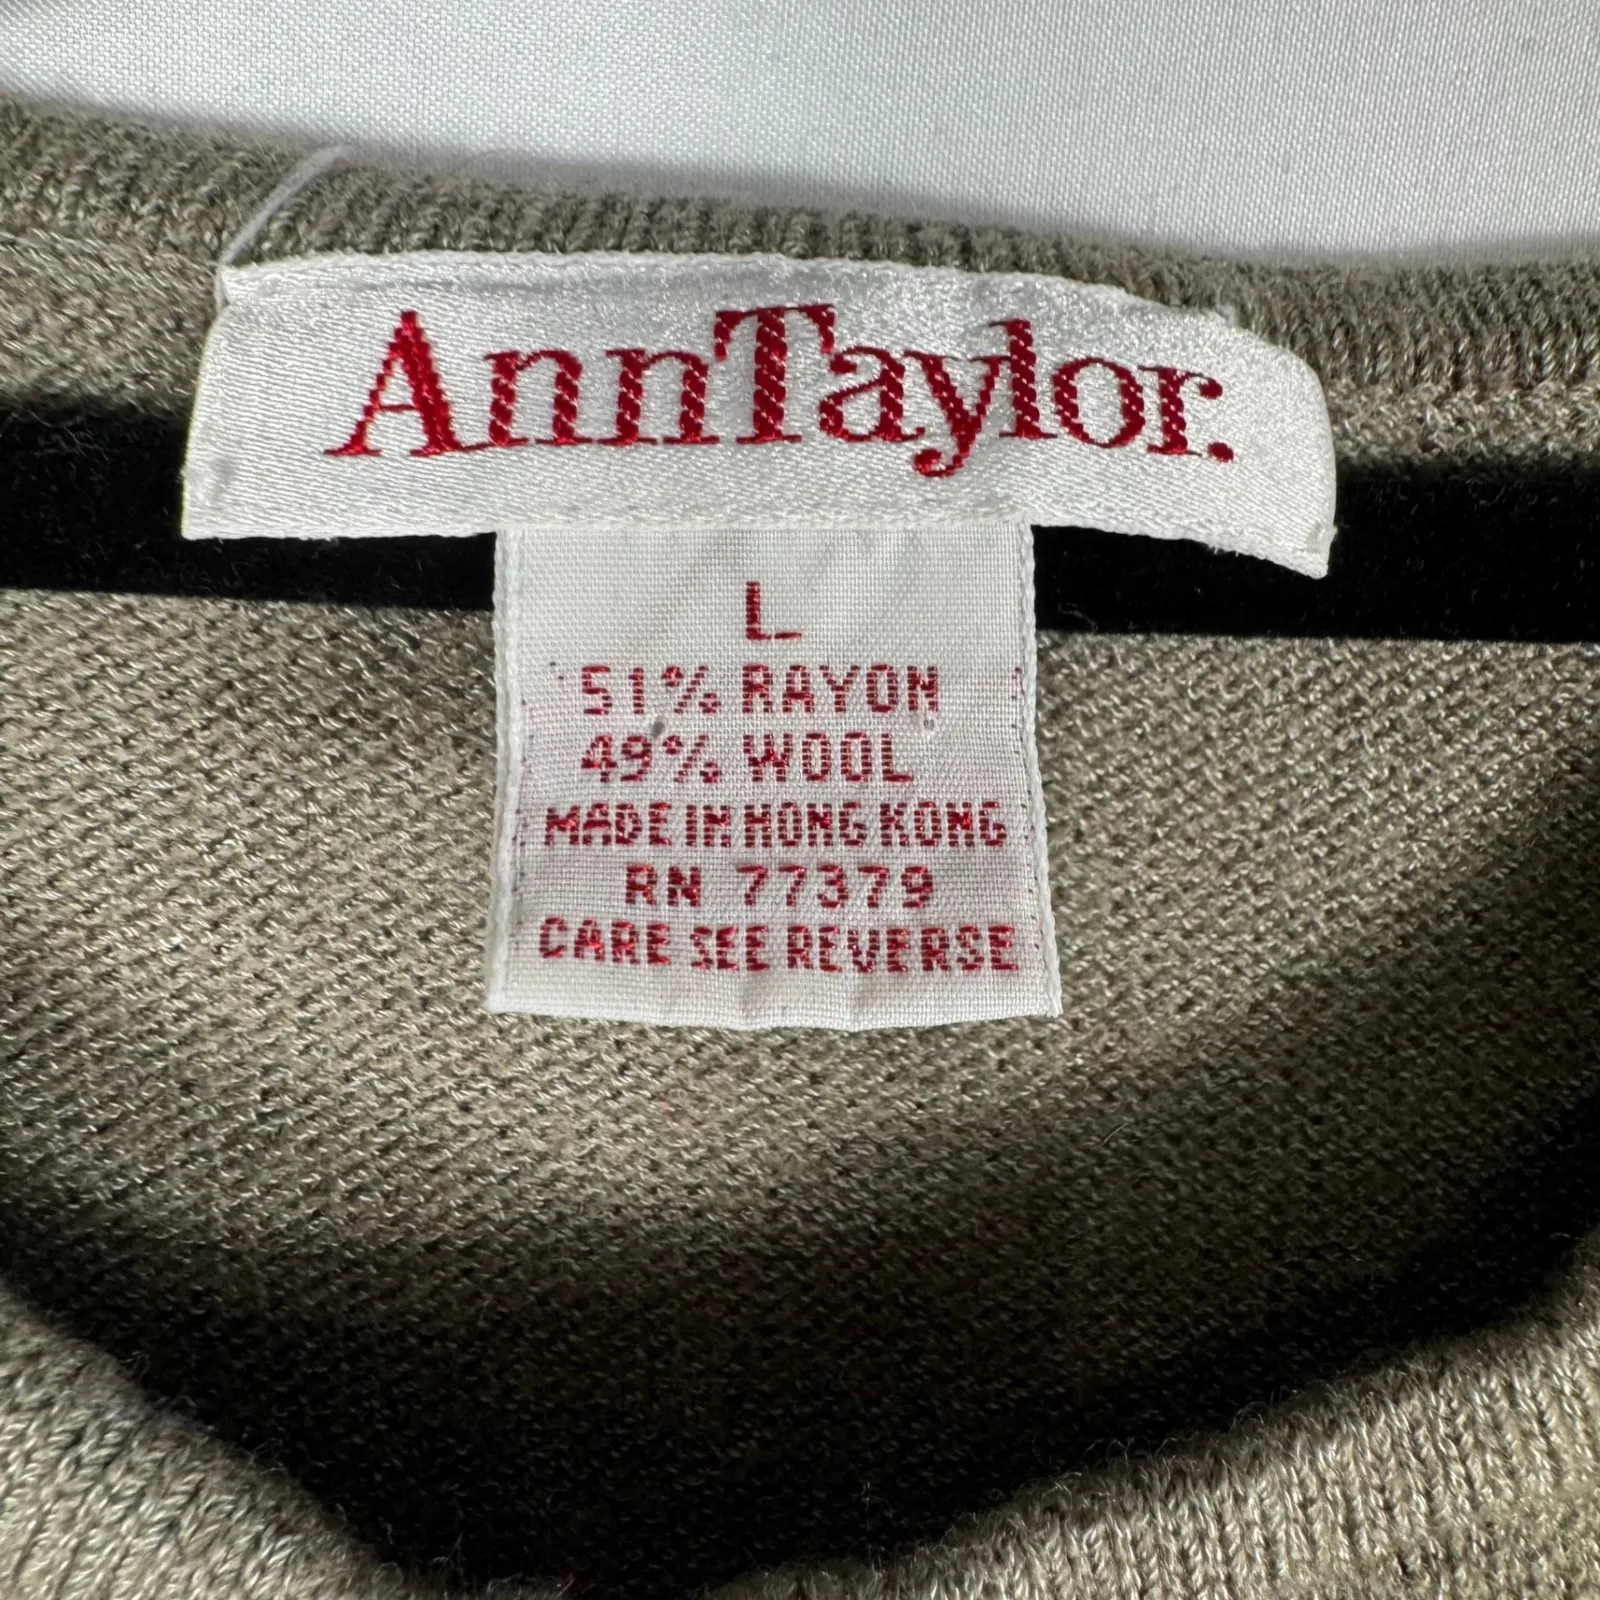 AnnTaylor.
L
51% RAYON
49% WOOL
MADE IN HONG KONG
RN 77379
CARE SEE REVERSE